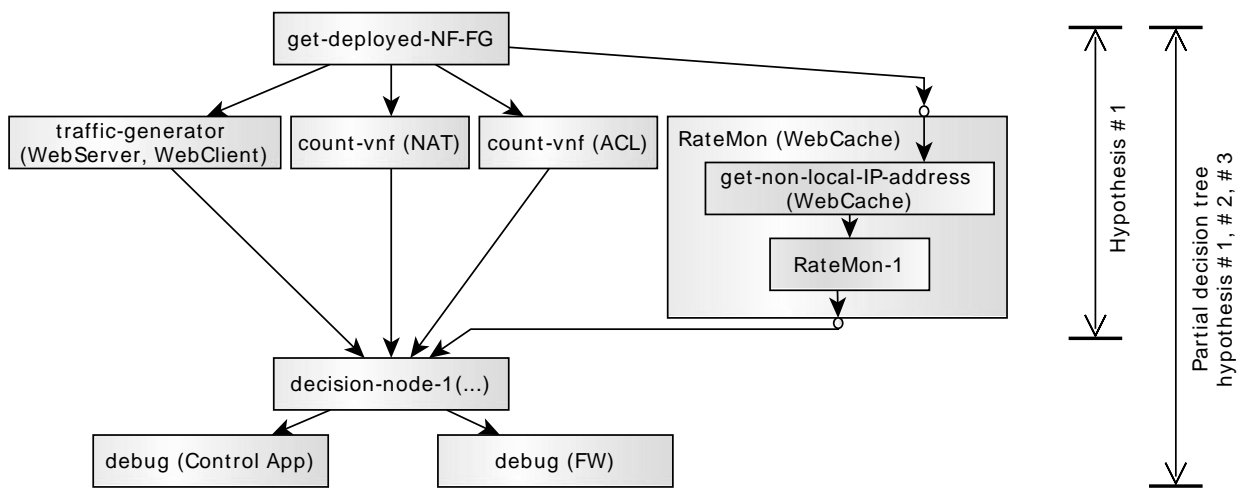 get-deployed-NF-FG
traffic-generator
(WebServer, WebClient)
count-vnf (NAT)
count-vnf (ACL)
RateMon (WebCache)
get-non-local-IP-address
(WebCache)
RateMon-1
decision-node-1(...)
debug (Control App)
debug (FW)
Hypothesis # 1
Partial decision tree
hypothesis # 1, # 2, # 3